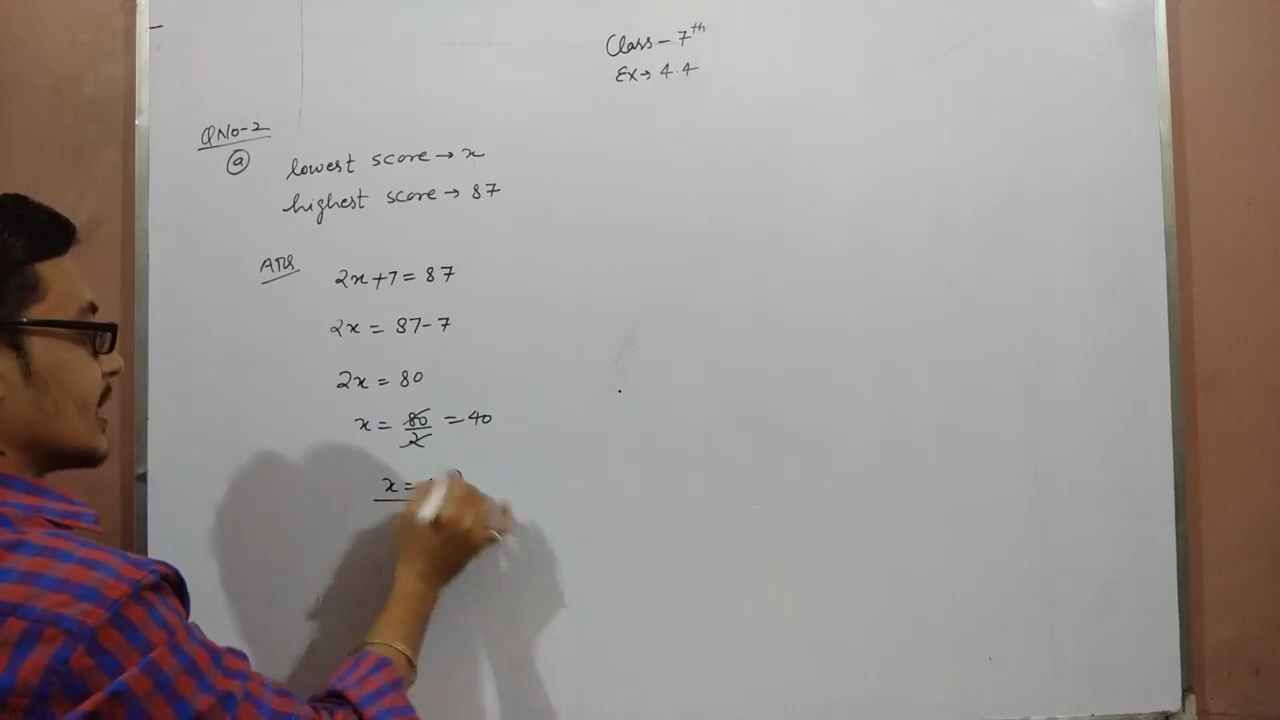 Class - 7th
Ex → 4.4
Q No-2
(a) lowest score → x
highest score → 87
Ans 2x + 7 = 87
2x = 87 - 7
2x = 80
x = 80/2 = 40
x =